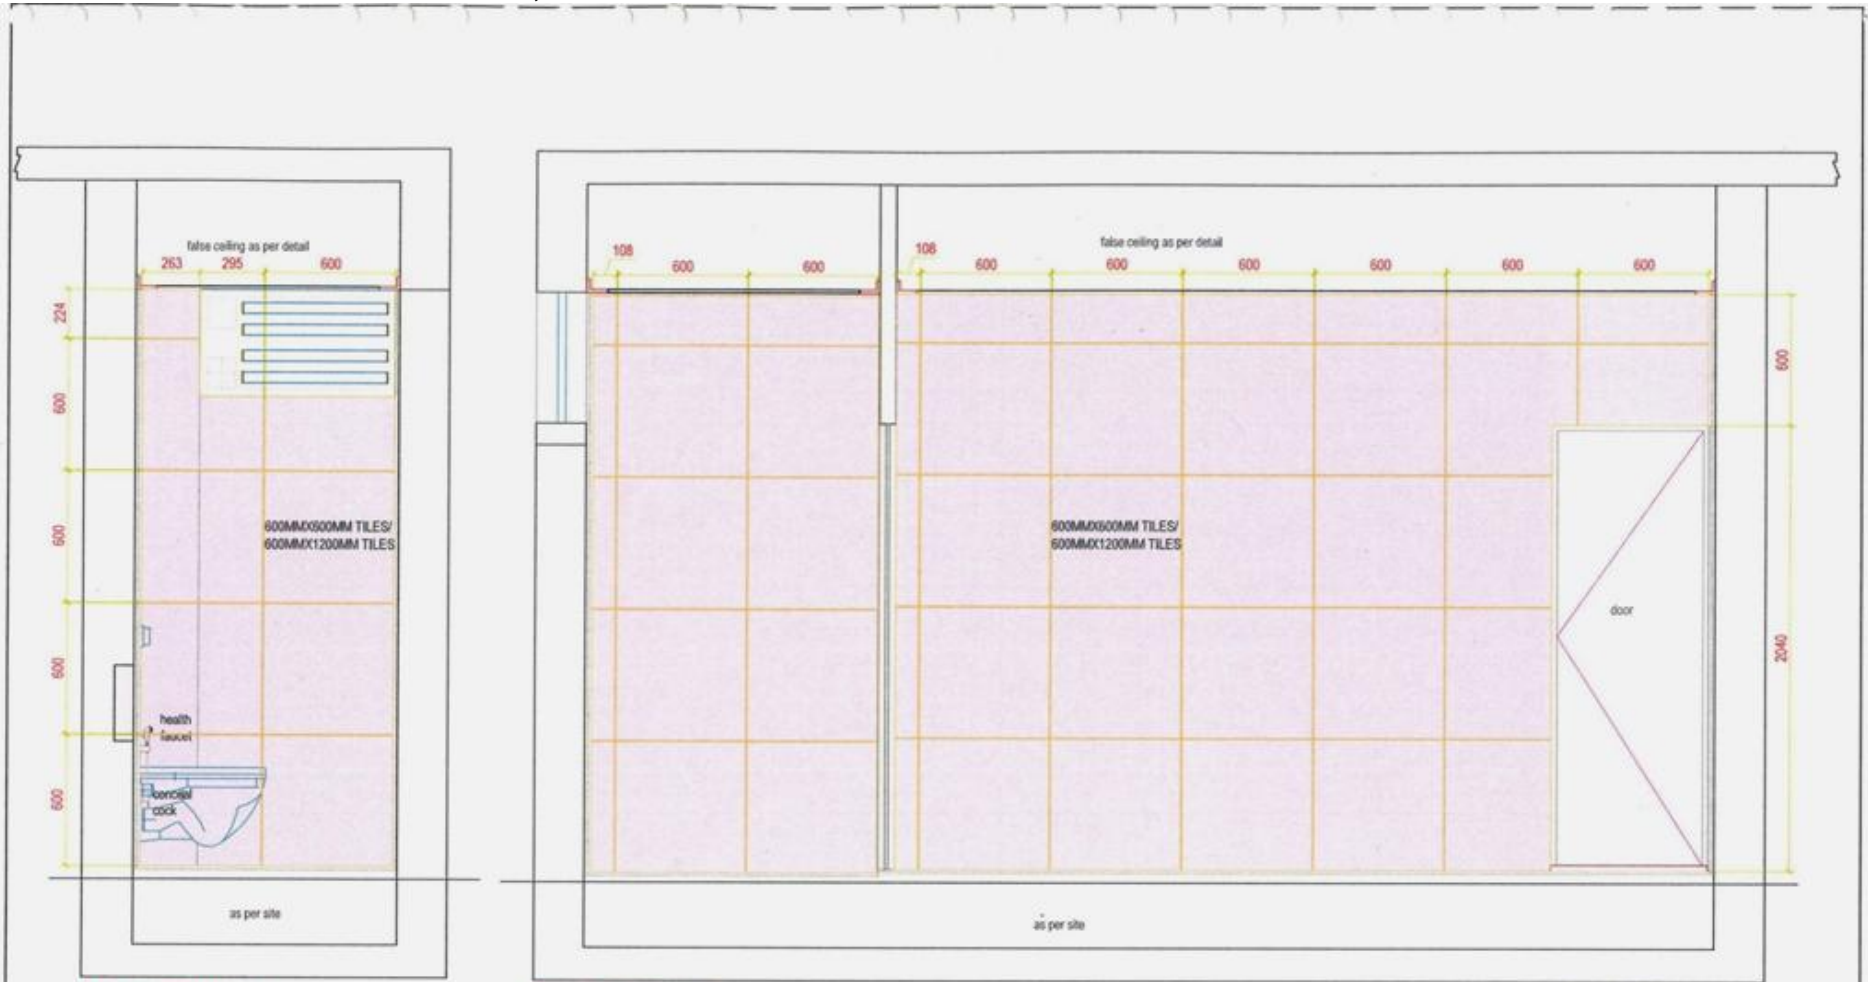 false ceiling as per detail
263 295 600
224
600
600
600
600
600MMX600MM TILES/
600MMX1200MM TILES
health
faucet
conceal
cock
as per site
108
600 600
false ceiling as per detail
108
600 600 600 600 600 600
600
2040
600MMX600MM TILES/
600MMX1200MM TILES
door
as per site